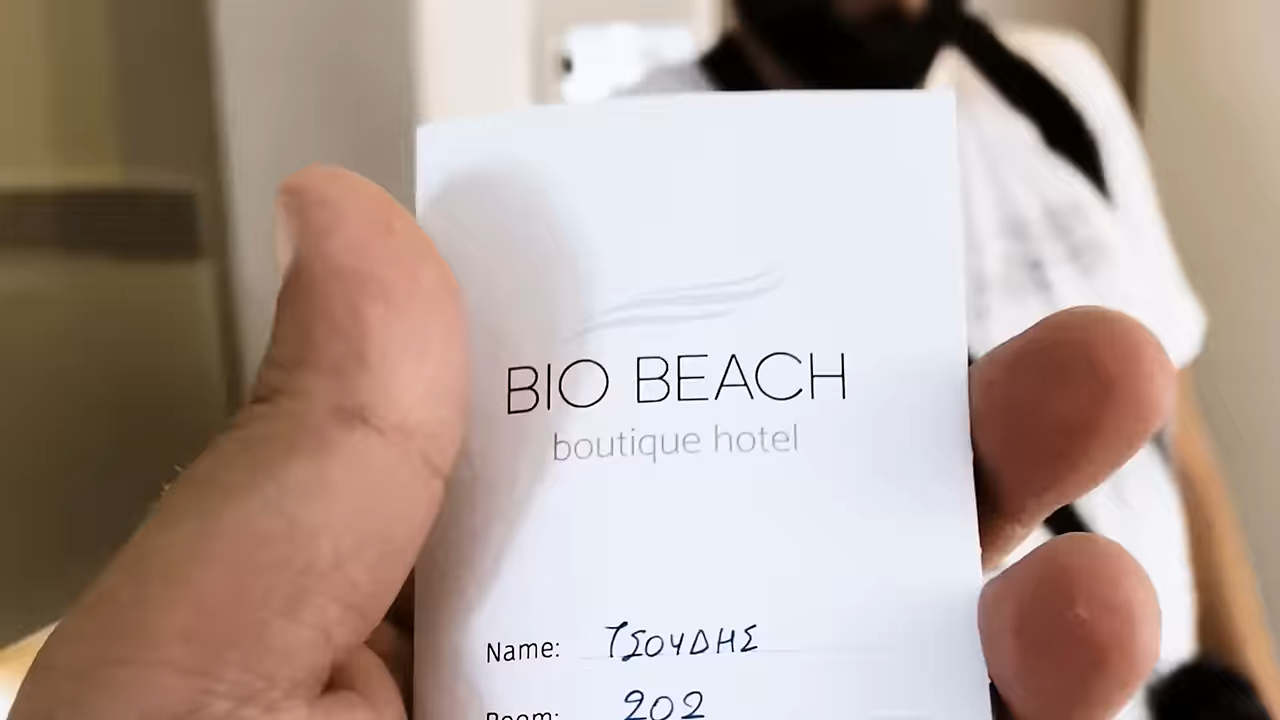 BIO BEACH
boutique hotel
Name: ΤΣΟΥΔΗΣ
Room: 202